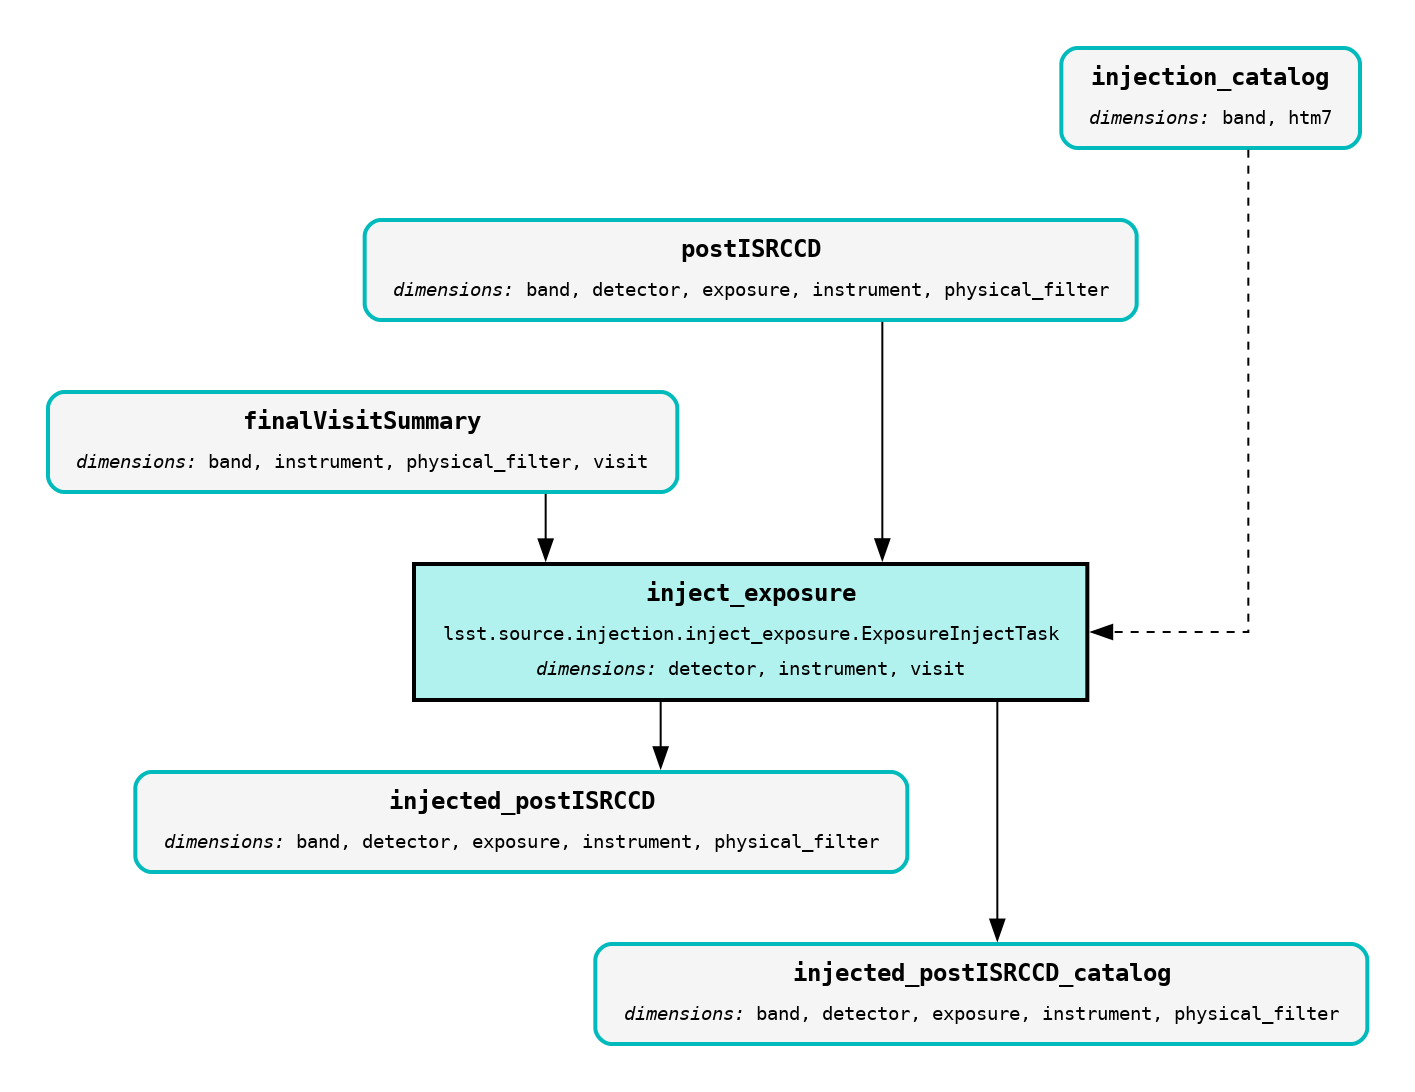 injection_catalog
dimensions: band, htm7
postISRCCD
dimensions: band, detector, exposure, instrument, physical_filter
finalVisitSummary
dimensions: band, instrument, physical_filter, visit
inject_exposure
lsst.source.injection.inject_exposure.ExposureInjectTask
dimensions: detector, instrument, visit
injected_postISRCCD
dimensions: band, detector, exposure, instrument, physical_filter
injected_postISRCCD_catalog
dimensions: band, detector, exposure, instrument, physical_filter